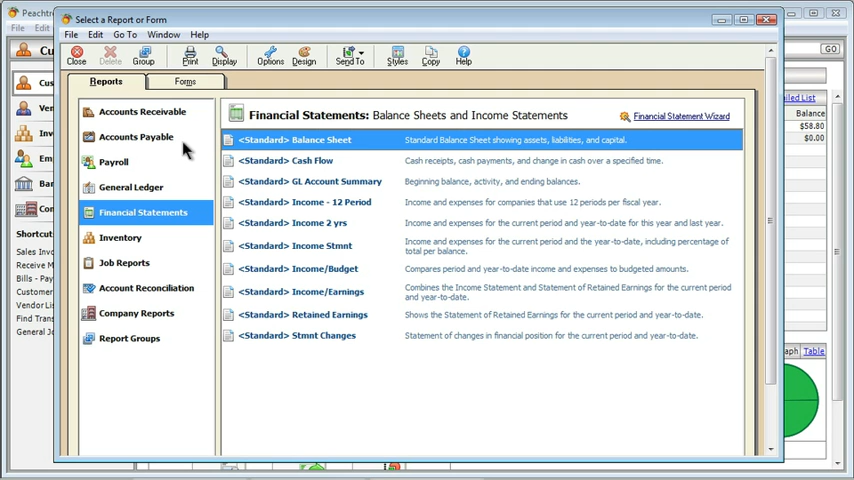 Peachtre
Select a Report or Form
File Edit Go To Window Help
File Edit
Close Delete Group Print Display Options Design Send To Styles Copy Help
Cu
GO
Reports Forms
Cus
Ven
Inve
Em
Ban
Com
Shortcuts
Sales Invo
Receive M
Bills - Pay
Customer
Vendor Lis
Find Trans
General Jo
Accounts Receivable
Accounts Payable
Payroll
General Ledger
Financial Statements
Inventory
Job Reports
Account Reconciliation
Company Reports
Report Groups
Financial Statements: Balance Sheets and Income Statements
Financial Statement Wizard
<Standard> Balance Sheet Standard Balance Sheet showing assets, liabilities, and capital.
<Standard> Cash Flow Cash receipts, cash payments, and change in cash over a specified time.
<Standard> GL Account Summary Beginning balance, activity, and ending balances.
<Standard> Income - 12 Period Income and expenses for companies that use 12 periods per fiscal year.
<Standard> Income 2 yrs Income and expenses for the current period and year-to-date for this year and last year.
<Standard> Income Stmnt Income and expenses for the current period and the year-to-date, including percentage of
total per balance.
<Standard> Income/Budget Compares period and year-to-date income and expenses to budgeted amounts.
<Standard> Income/Earnings Combines the Income Statement and Statement of Retained Earnings for the current period
and year-to-date.
<Standard> Retained Earnings Shows the Statement of Retained Earnings for the current period and year-to-date.
<Standard> Stmnt Changes Statement of changes in financial position for the current period and year-to-date.
ailed List
Balance
$58.80
$0.00
aph Table